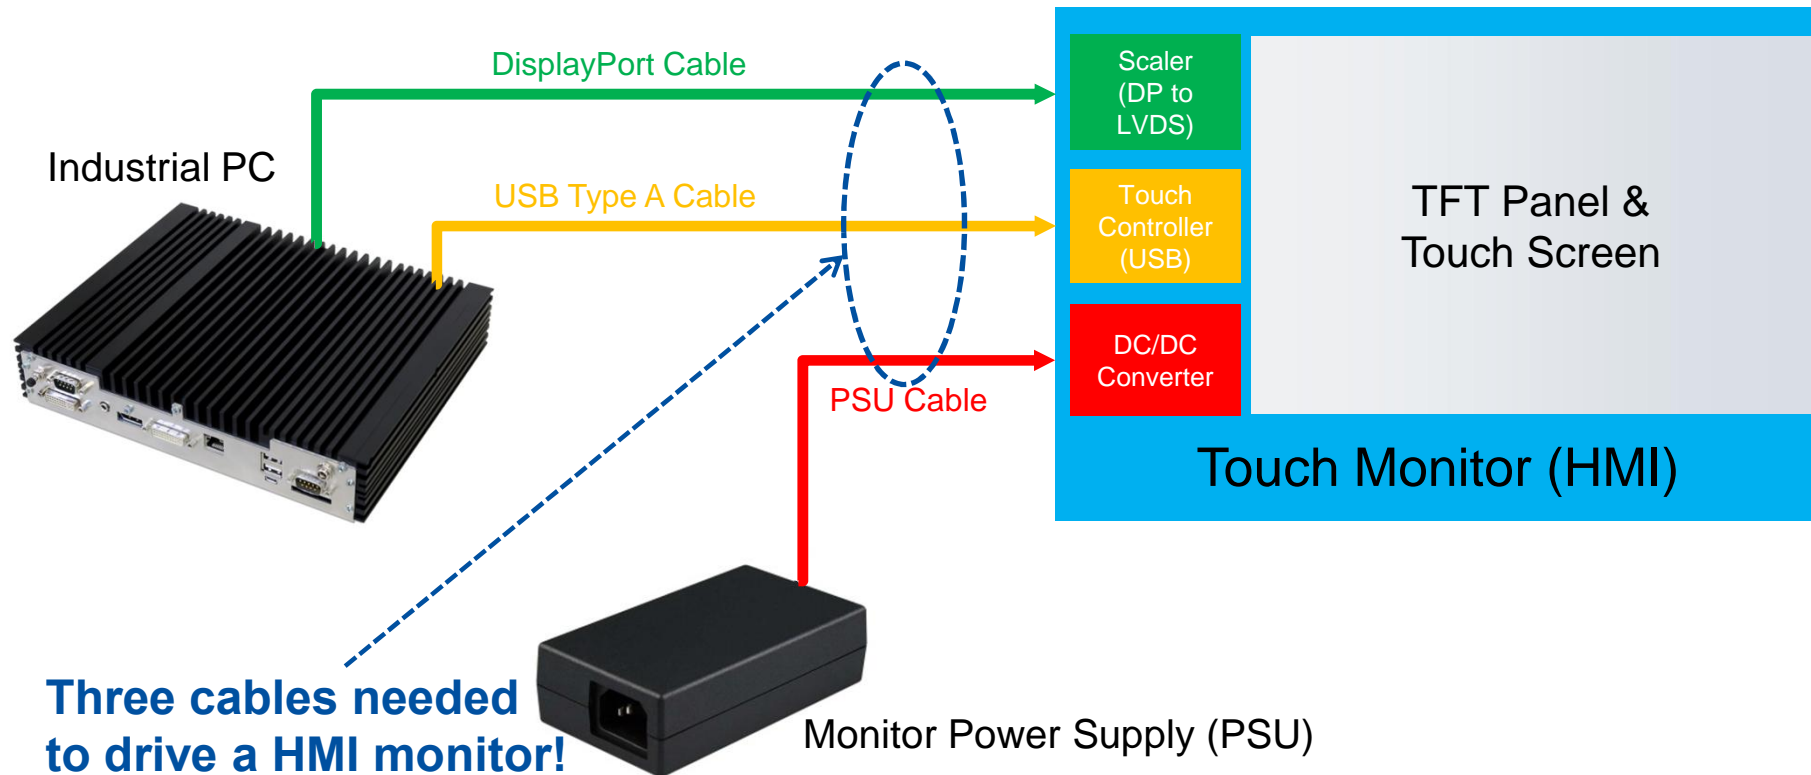 DisplayPort Cable
Industrial PC
USB Type A Cable
PSU Cable
Scaler
(DP to
LVDS)
Touch
Controller
(USB)
DC/DC
Converter
TFT Panel &
Touch Screen
Touch Monitor (HMI)
Three cables needed
to drive a HMI monitor!
Monitor Power Supply (PSU)